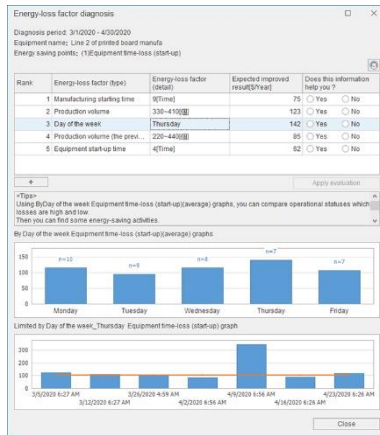 Energy-loss factor diagnosis
Diagnosis period: 3/1/2020 - 4/30/2020
Equipment name: Line 2 of printed board manufa
Energy saving points: (1)Equipment time-loss (start-up)
Rank Energy-loss factor (type) Energy-loss factor (detail) Expected improved result[$/Year] Does this information help you ?
1 Manufacturing starting time 9[Time] 75 Yes No
2 Production volume 330~410[個] 123 Yes No
3 Day of the week Thursday 142 Yes No
4 Production volume (the previ... 220~440[個] 85 Yes No
5 Equipment start-up time 4[Time] 62 Yes No
+ Apply evaluation
<Tips>
Using ByDay of the week Equipment time-loss (start-up)(average) graphs, you can compare operational statuses which
losses are high and low.
Then you can find some energy-saving activities.
By Day of the week Equipment time-loss (start-up)(average) graphs
150
100
50
0
n=10 n=9 n=8 n=7 n=7
Monday Tuesday Wednesday Thursday Friday
Limited by Day of the week_Thursday Equipment time-loss (start-up) graph
200
200
100
0
3/5/2020 6:27 AM 3/26/2020 4:59 AM 4/9/2020 6:56 AM 4/23/2020 6:26 AM
3/12/2020 6:27 AM 4/2/2020 6:56 AM 4/16/2020 6:26 AM
Close